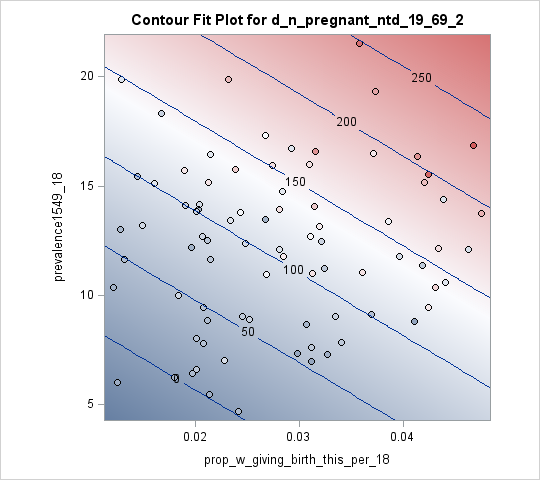 Contour Fit Plot for d_n_pregnant_ntd_19_69_2
250
20
200
prevalence1549_18
15
150
10
100
50
0
5
0.02 0.03 0.04
prop_w_giving_birth_this_per_18